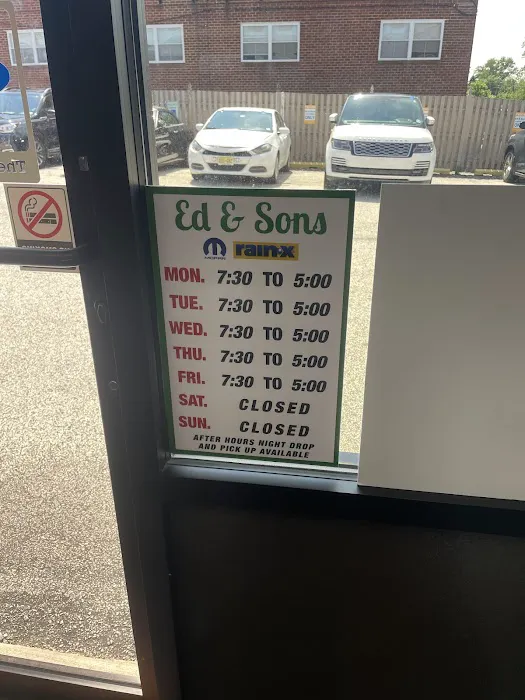 Ed & Sons
mopar rain-x
MON. 7:30 TO 5:00
TUE. 7:30 TO 5:00
WED. 7:30 TO 5:00
THU. 7:30 TO 5:00
FRI. 7:30 TO 5:00
SAT. CLOSED
SUN. CLOSED
AFTER HOURS NIGHT DROP
AND PICK UP AVAILABLE
The